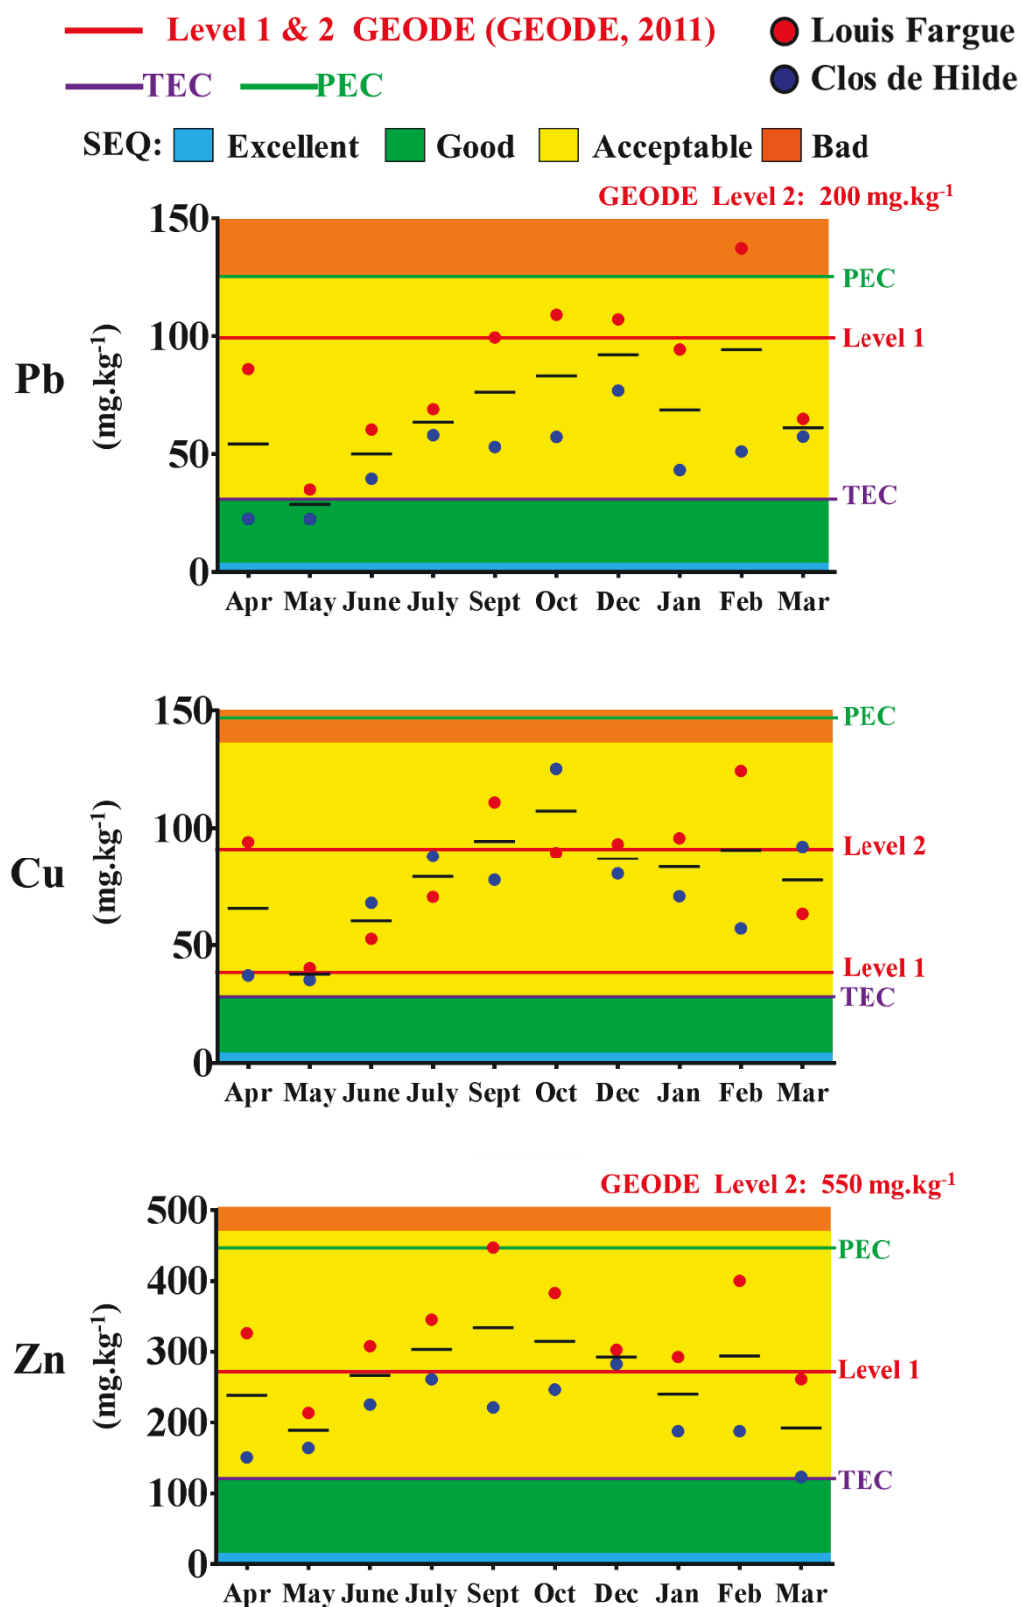 Level 1 & 2 GEODE (GEODE, 2011)
Louis Fargue
TEC
PEC
Clos de Hilde
SEQ: Excellent Good Acceptable Bad
GEODE Level 2: 200 mg.kg⁻¹
Pb
(mg.kg⁻¹)
150
100
50
0
PEC
Level 1
TEC
Apr May June July Sept Oct Dec Jan Feb Mar
Cu
(mg.kg⁻¹)
150
100
50
0
PEC
Level 2
Level 1
TEC
Apr May June July Sept Oct Dec Jan Feb Mar
GEODE Level 2: 550 mg.kg⁻¹
Zn
(mg.kg⁻¹)
500
400
300
200
100
0
PEC
Level 1
TEC
Apr May June July Sept Oct Dec Jan Feb Mar